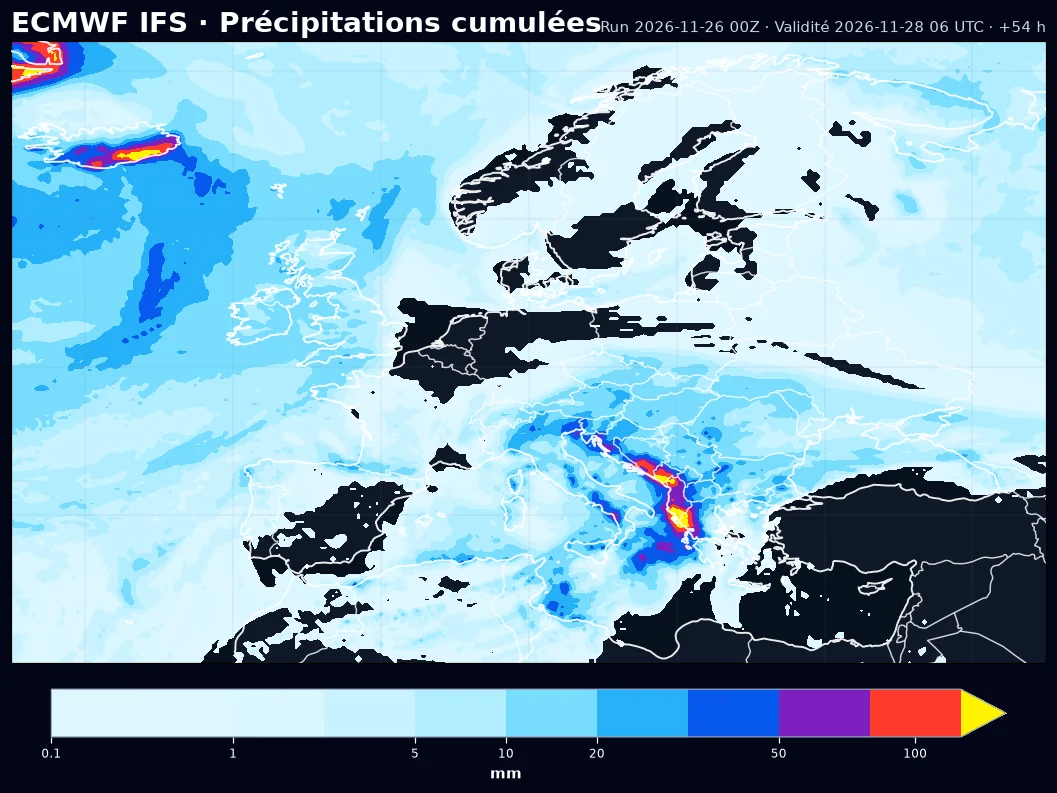 ECMWF IFS · Précipitations cumulées
Run 2026-11-26 00Z · Validité 2026-11-28 06 UTC · +54 h
0.1 1 5 10 20 50 100
mm